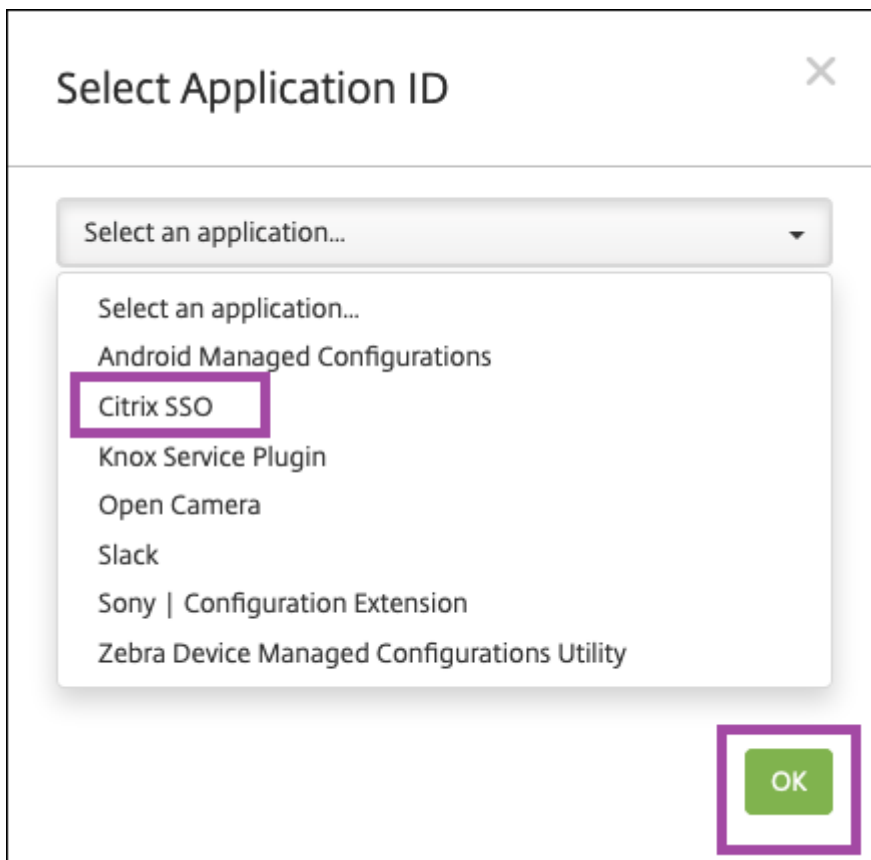 Select Application ID
Select an application...
Select an application...
Android Managed Configurations
Citrix SSO
Knox Service Plugin
Open Camera
Slack
Sony | Configuration Extension
Zebra Device Managed Configurations Utility
OK